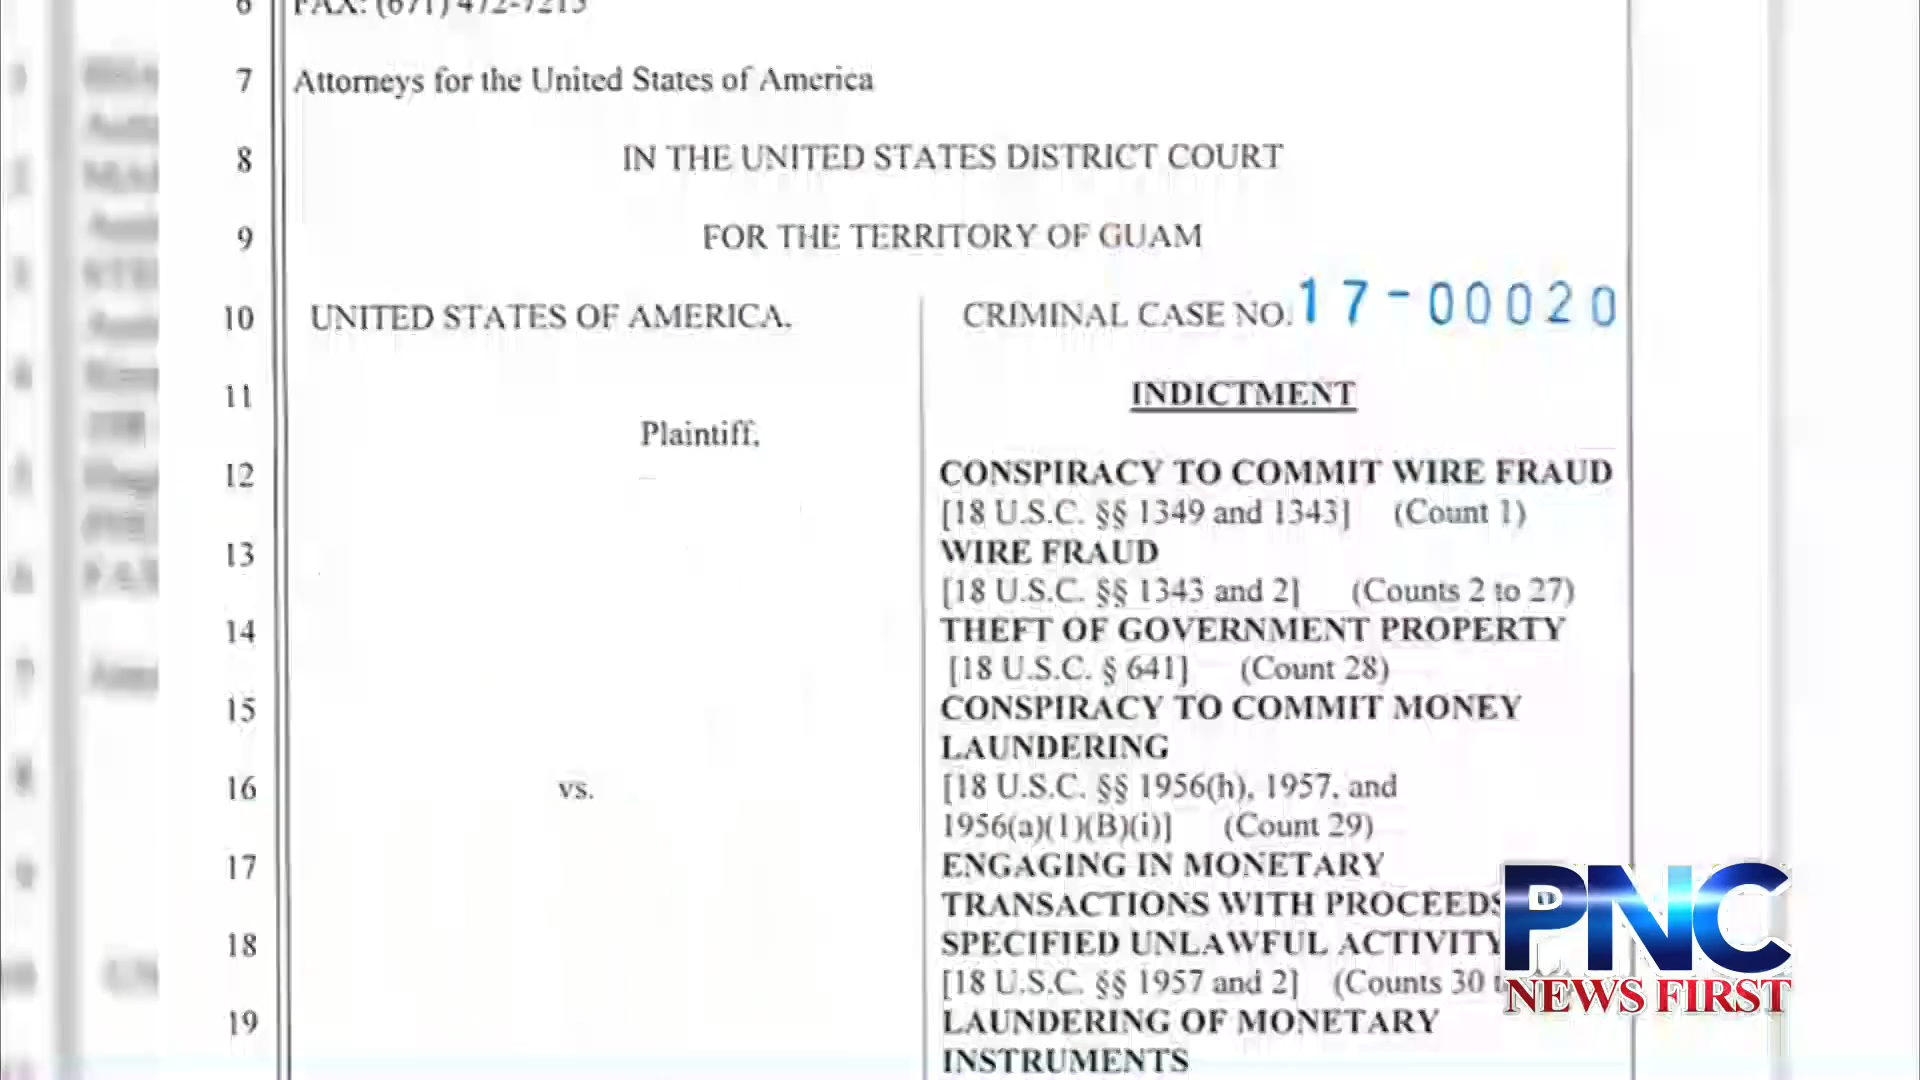 6 FAX: (671) 472-7215
7 Attorneys for the United States of America
8 IN THE UNITED STATES DISTRICT COURT
9 FOR THE TERRITORY OF GUAM
10 UNITED STATES OF AMERICA, CRIMINAL CASE NO. 17-00020
11 INDICTMENT
Plaintiff,
12 CONSPIRACY TO COMMIT WIRE FRAUD
[18 U.S.C. §§ 1349 and 1343] (Count 1)
13 WIRE FRAUD
[18 U.S.C. §§ 1343 and 2] (Counts 2 to 27)
14 THEFT OF GOVERNMENT PROPERTY
[18 U.S.C. § 641] (Count 28)
15 CONSPIRACY TO COMMIT MONEY
LAUNDERING
16 vs. [18 U.S.C. §§ 1956(h), 1957, and
1956(a)(1)(B)(i)] (Count 29)
17 ENGAGING IN MONETARY
TRANSACTIONS WITH PROCEEDS
18 SPECIFIED UNLAWFUL ACTIVITY
[18 U.S.C. §§ 1957 and 2] (Counts 30
19 LAUNDERING OF MONETARY
INSTRUMENTS
PNC
NEWS FIRST